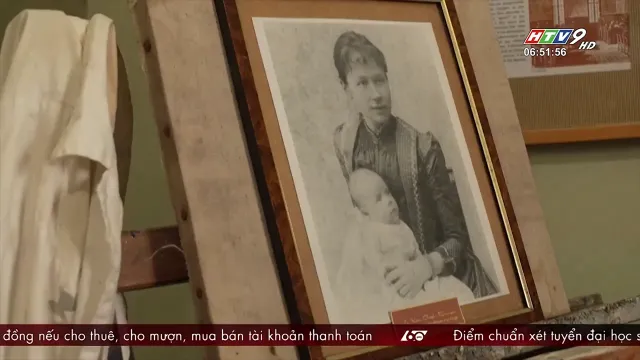 HTV9 HD
06:51:56
đồng nếu cho thuê, cho mượn, mua bán tài khoản thanh toán
60
Điểm chuẩn xét tuyển đại học s